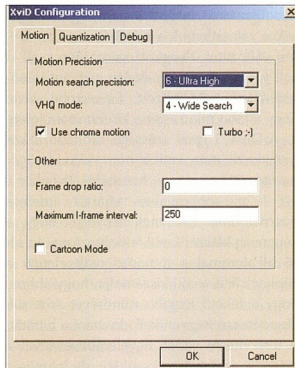 XviD Configuration
Motion Quantization Debug
Motion Precision
Motion search precision: 6 - Ultra High
VHQ mode: 4 - Wide Search
Use chroma motion Turbo ;-)
Other
Frame drop ratio: 0
Maximum I-frame interval: 250
Cartoon Mode
OK Cancel